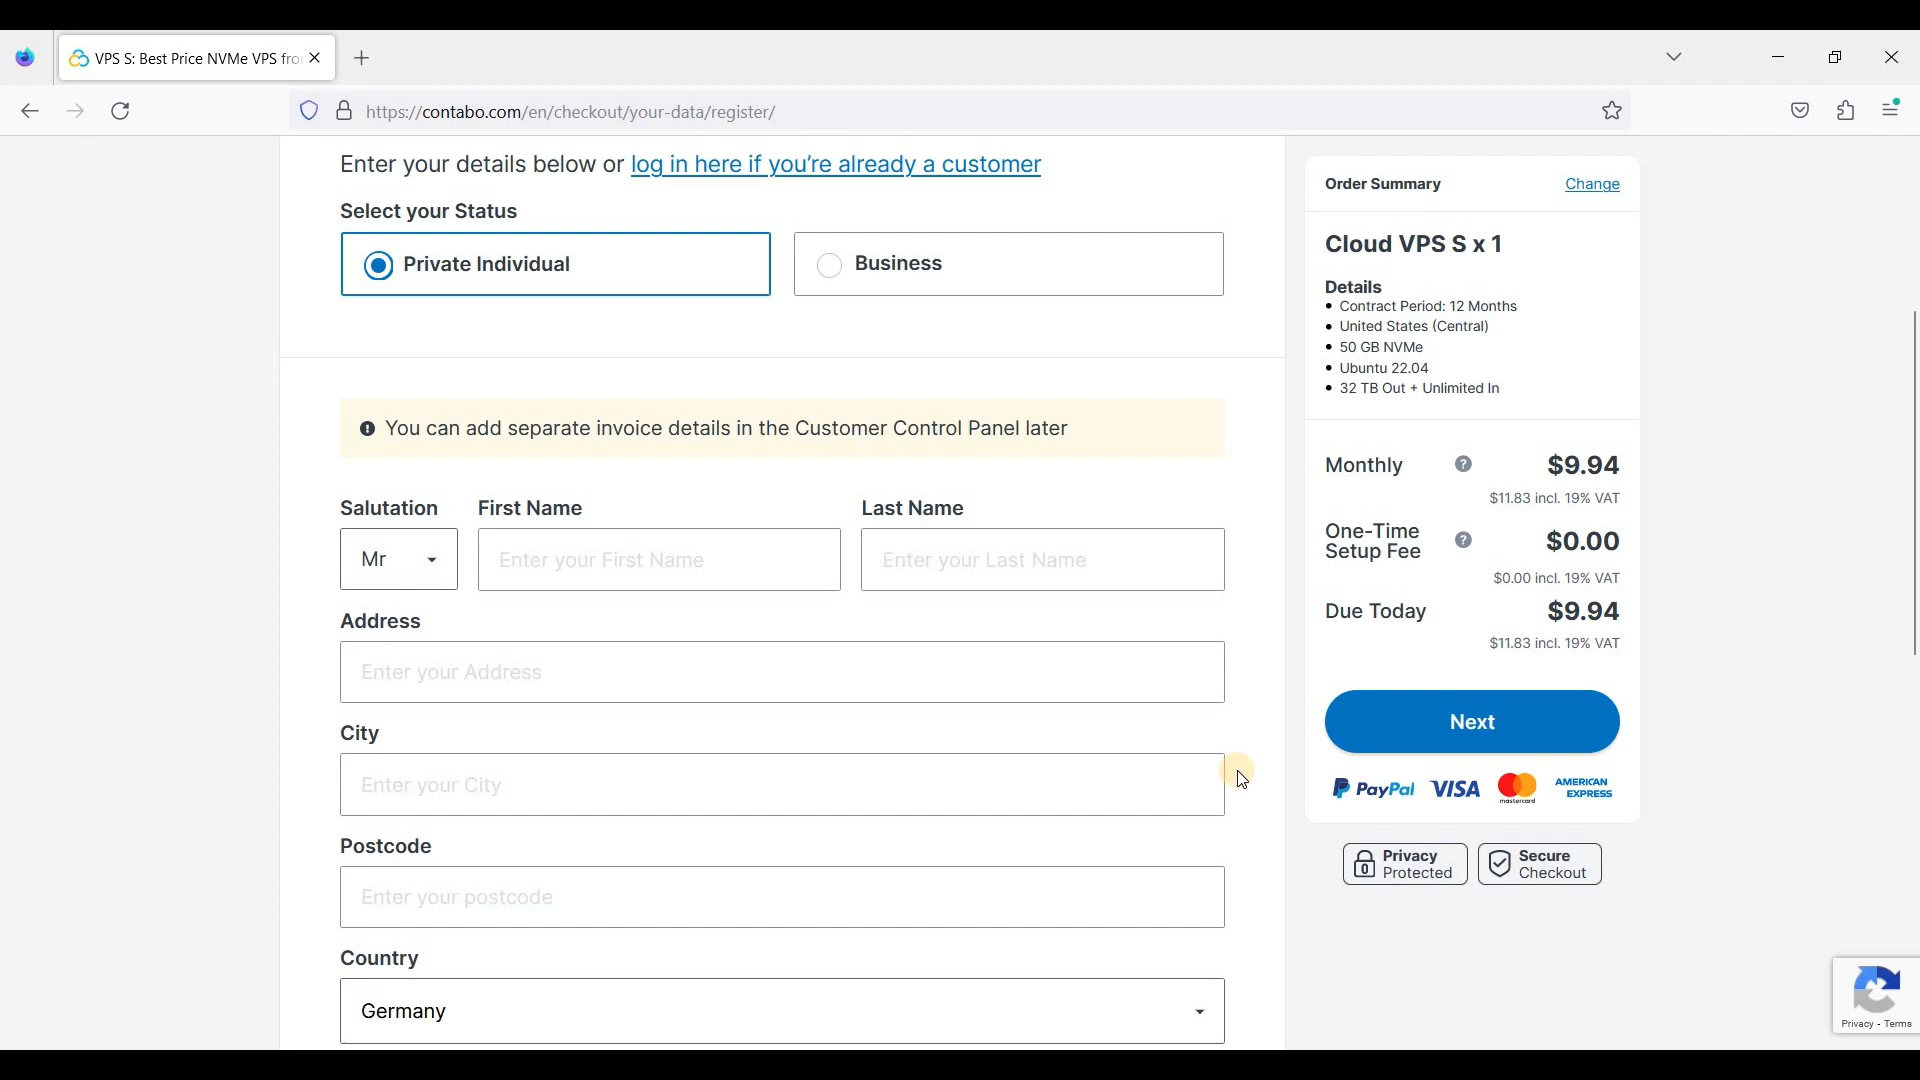 VPS S: Best Price NVMe VPS fro
https://contabo.com/en/checkout/your-data/register/
Enter your details below or log in here if you're already a customer
Select your Status
Private Individual
Business
You can add separate invoice details in the Customer Control Panel later
Salutation
First Name
Last Name
Mr
Enter your First Name
Enter your Last Name
Address
Enter your Address
City
Enter your City
Postcode
Enter your postcode
Country
Germany
Order Summary
Change
Cloud VPS S x 1
Details
• Contract Period: 12 Months
• United States (Central)
• 50 GB NVMe
• Ubuntu 22.04
• 32 TB Out + Unlimited In
Monthly ? $9.94
$11.83 incl. 19% VAT
One-Time
Setup Fee ? $0.00
$0.00 incl. 19% VAT
Due Today $9.94
$11.83 incl. 19% VAT
Next
PayPal VISA mastercard AMERICAN EXPRESS
Privacy
Protected
Secure
Checkout
Privacy - Terms